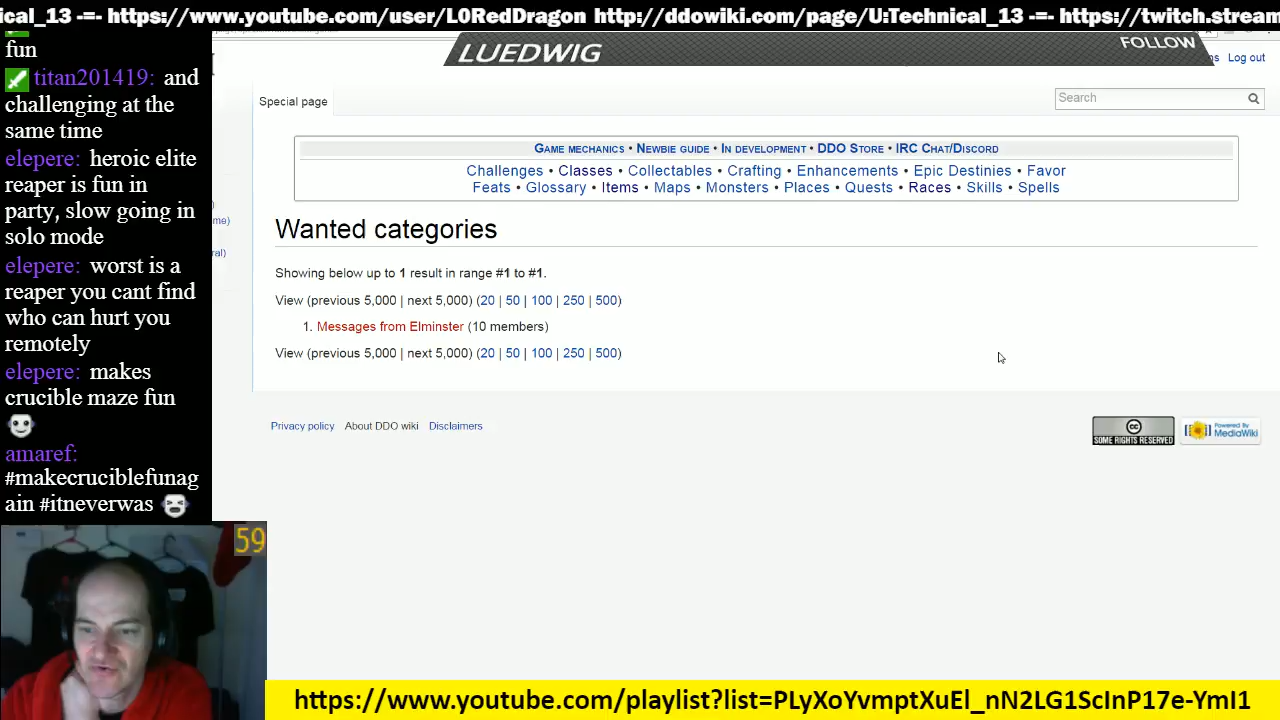 ical_13 -=- https://www.youtube.com/user/L0RedDragon http://ddowiki.com/page/U:Technical_13 -=- https://twitch.stream
fun
titan201419: and
challenging at the
same time
elepere: heroic elite
reaper is fun in
party, slow going in
solo mode
elepere: worst is a
reaper you cant find
who can hurt you
remotely
elepere: makes
crucible maze fun
amaref:
#makecruciblefunag
ain #itneverwas
59
LUEDWIG
FOLLOW
ns Log out
Special page
Search
me)
ral)
GAME MECHANICS • NEWBIE GUIDE • IN DEVELOPMENT • DDO STORE • IRC CHAT/DISCORD
Challenges • Classes • Collectables • Crafting • Enhancements • Epic Destinies • Favor
Feats • Glossary • Items • Maps • Monsters • Places • Quests • Races • Skills • Spells
Wanted categories
Showing below up to 1 result in range #1 to #1.
View (previous 5,000 | next 5,000) (20 | 50 | 100 | 250 | 500)
1. Messages from Elminster (10 members)
View (previous 5,000 | next 5,000) (20 | 50 | 100 | 250 | 500)
Privacy policy About DDO wiki Disclaimers
cc
SOME RIGHTS RESERVED
Powered By
MediaWiki
https://www.youtube.com/playlist?list=PLyXoYvmptXuEl_nN2LG1ScInP17e-YmI1